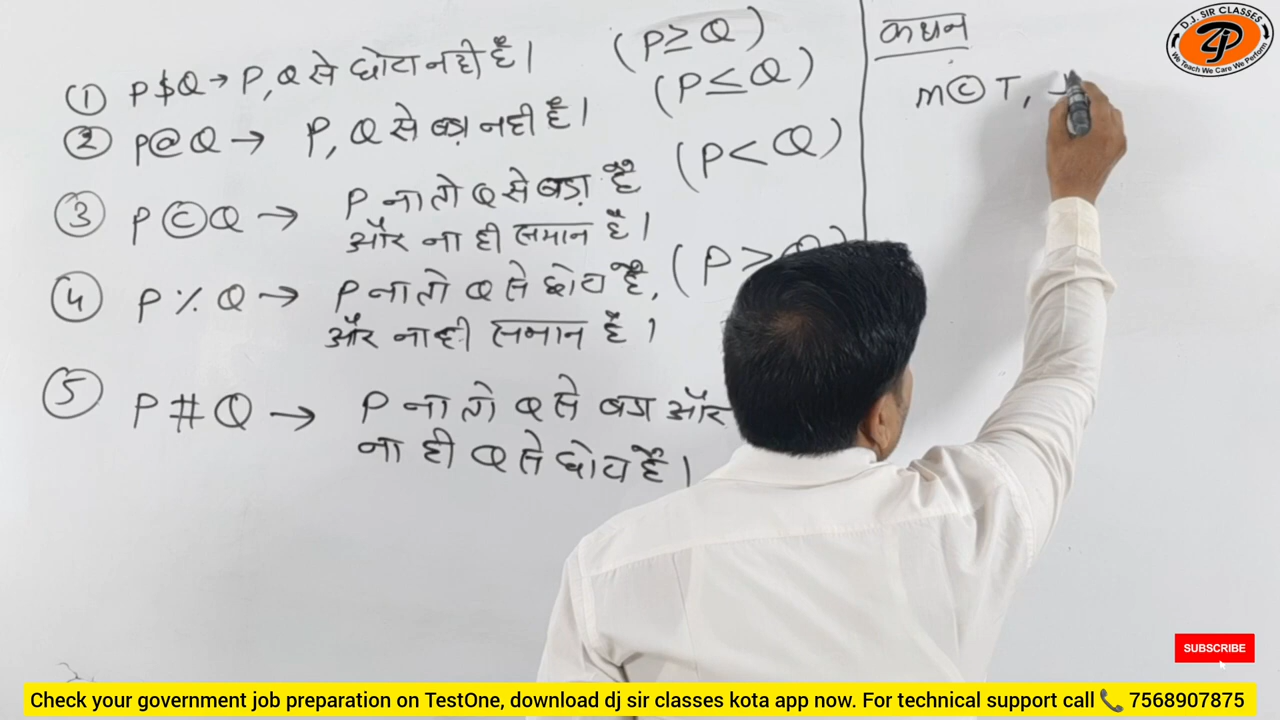 ① P$Q → P, Q से छोटा नही है। (P≥Q)
② P@Q → P, Q से बड़ा नही है। (P≤Q)
③ P©Q → P ना तो Q से बड़ा है (P<Q)
और ना ही समान है।
④ P%Q → P ना तो Q से छोटा है, (P>Q)
और ना ही समान है।
⑤ P#Q → P ना तो Q से बड़ा और
ना ही Q से छोटा है।
कथन
M©T,
D.J. SIR CLASSES
We Teach We Care We Perform
SUBSCRIBE
Check your government job preparation on TestOne, download dj sir classes kota app now. For technical support call 📞 7568907875